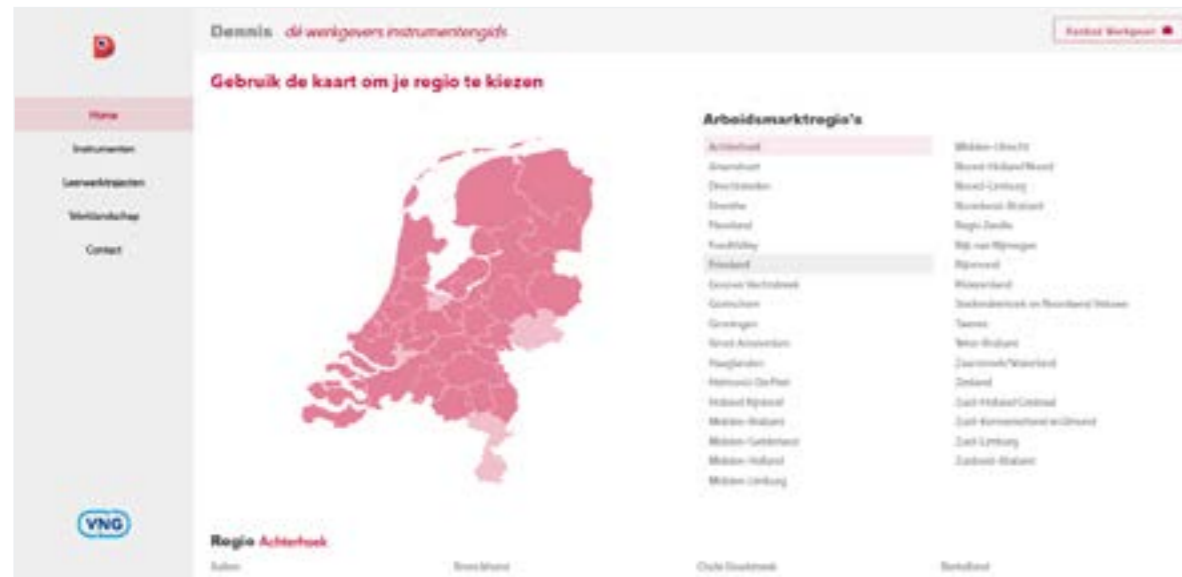 Dennis dé werkgevers instrumentengids
Gebruik de kaart om je regio te kiezen
Home
Instrumenten
Leerwerktrajecten
Werklandschap
Contact
VNG
Arbeidsmarktregio's
Achterhoek
Amersfoort
Drechtsteden
Drenthe
Flevoland
FoodValley
Friesland
Gooi en Vechtstreek
Gorinchem
Groningen
Groot Amsterdam
Haaglanden
Helmond-De Peel
Holland Rijnland
Midden-Brabant
Midden-Gelderland
Midden-Holland
Midden-Limburg
Midden-Utrecht
Noord-Holland Noord
Noord-Limburg
Noordoost-Brabant
Regio Zwolle
Rijk van Nijmegen
Rijnmond
Rivierenland
Stedendriehoek en Noordwest Veluwe
Twente
West-Brabant
Zaanstreek/Waterland
Zeeland
Zuid-Holland Centraal
Zuid-Kennemerland en IJmond
Zuid-Limburg
Zuidoost-Brabant
Regio Achterhoek
Aalten
Bronckhorst
Oude IJsselstreek
Berkelland